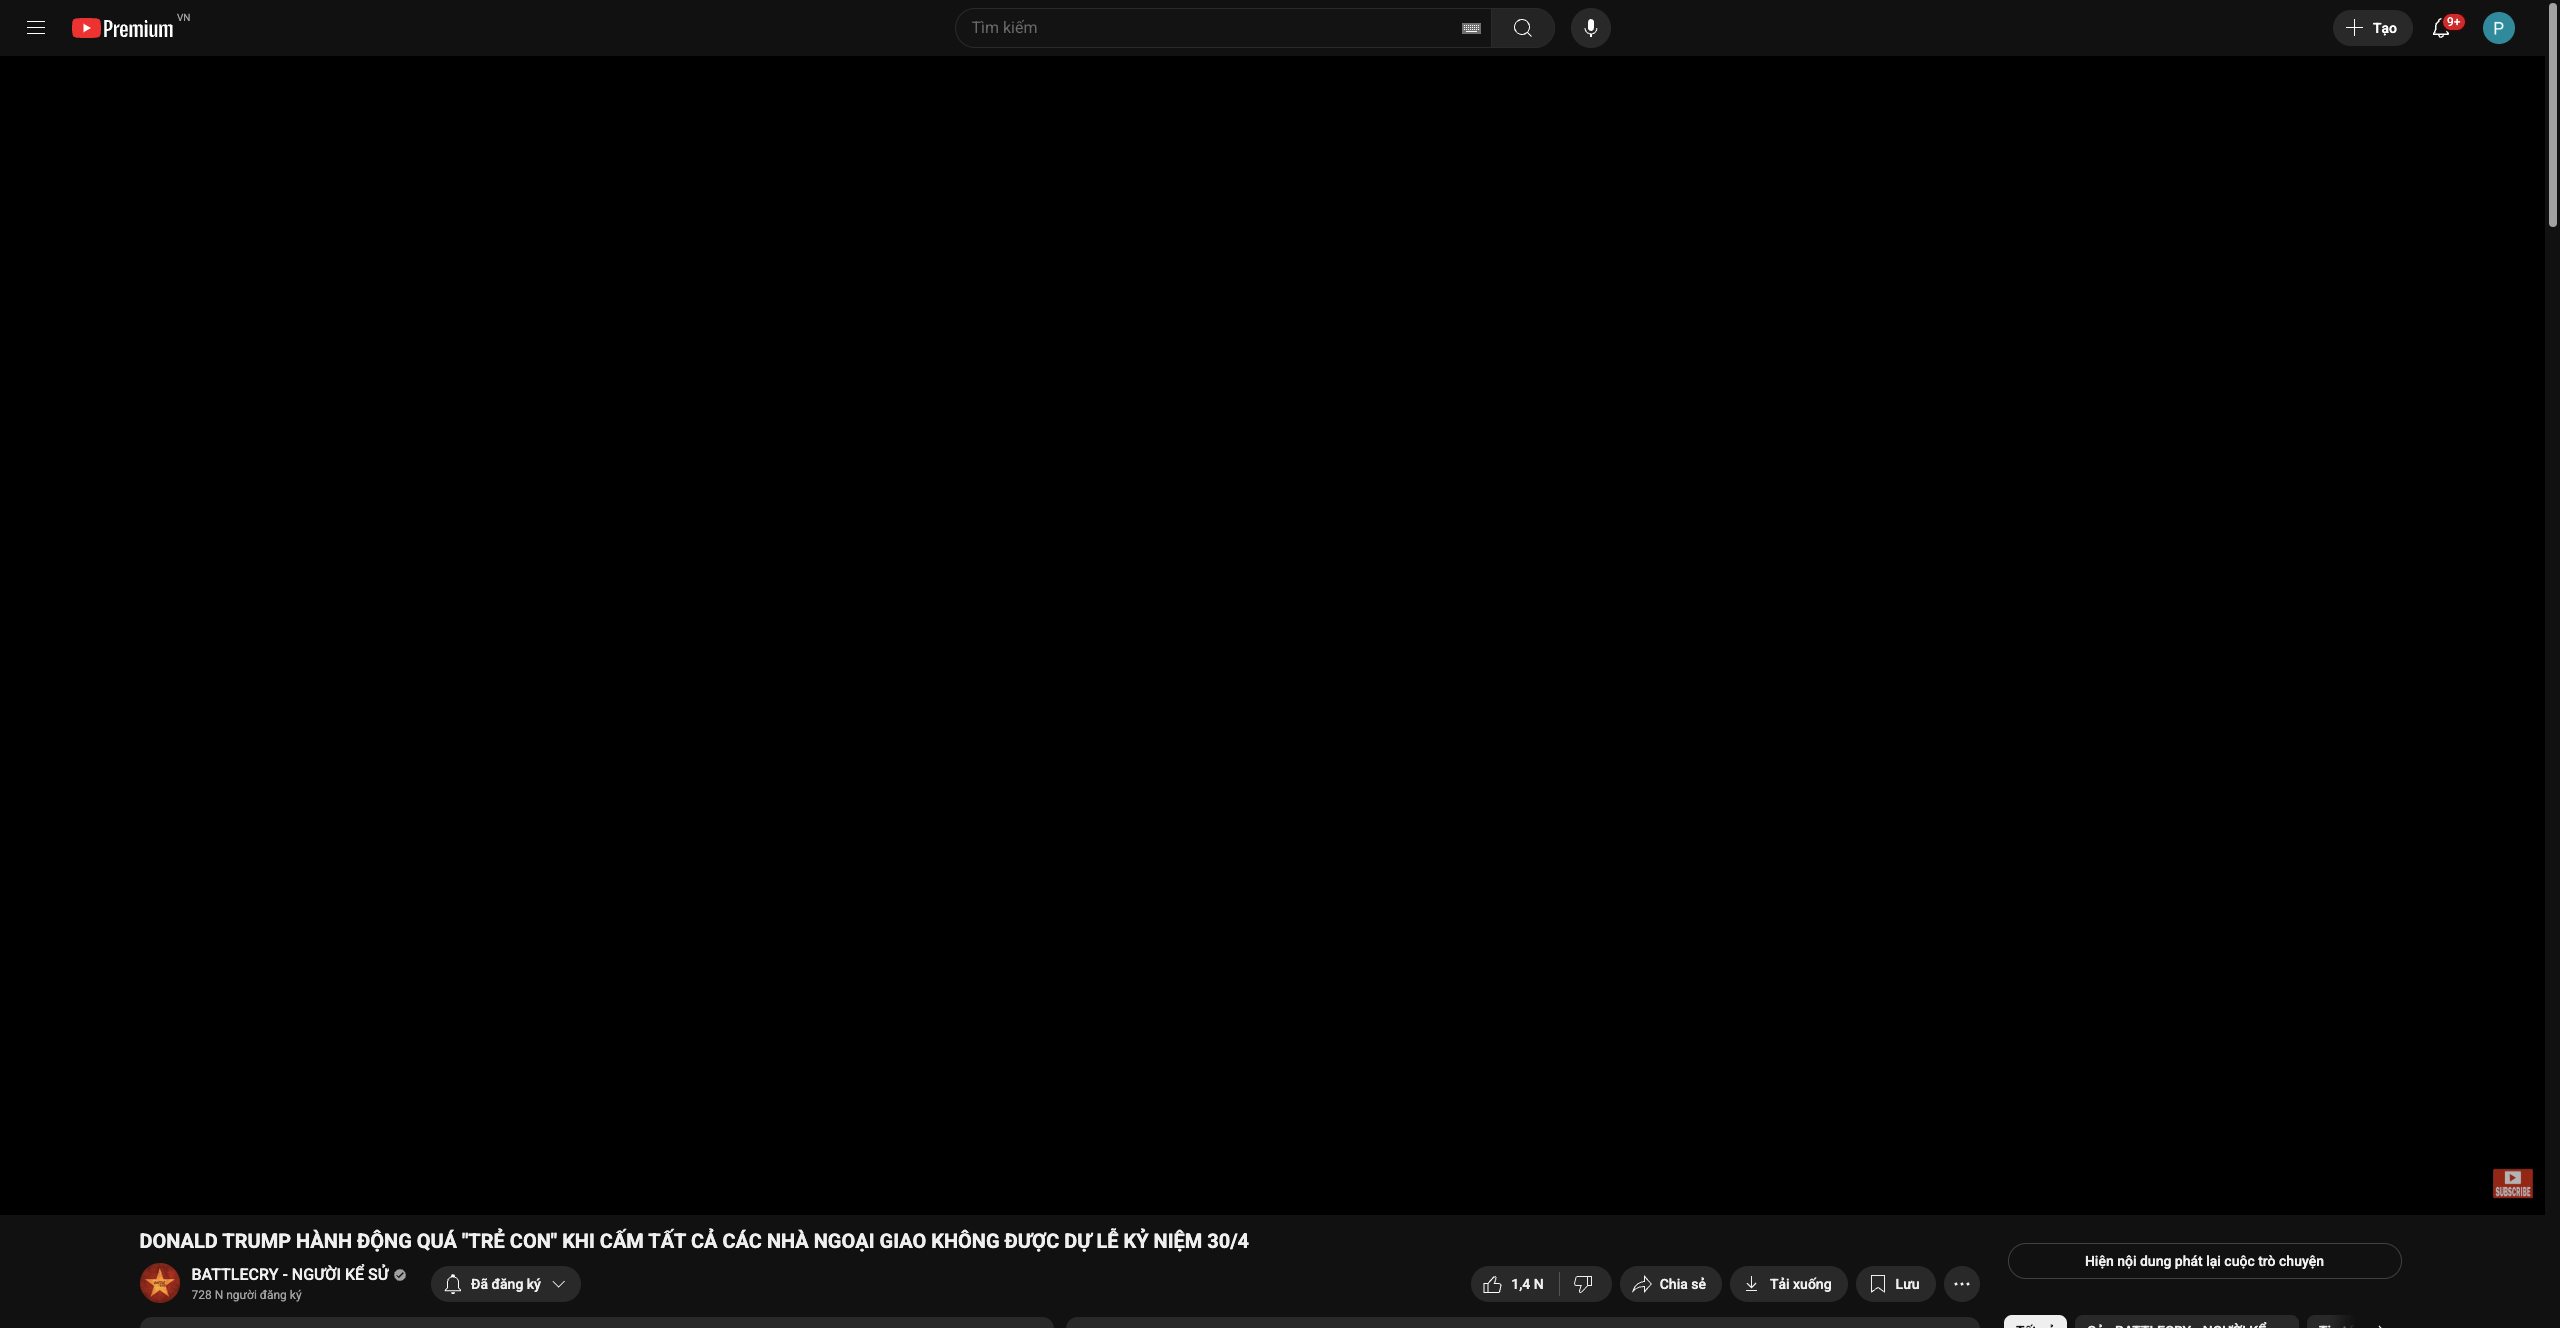 Premium VN
Tìm kiếm
Tạo
9+
P
SUBSCRIBE
DONALD TRUMP HÀNH ĐỘNG QUÁ "TRẺ CON" KHI CẤM TẤT CẢ CÁC NHÀ NGOẠI GIAO KHÔNG ĐƯỢC DỰ LỄ KỶ NIỆM 30/4
BATTLECRY - NGƯỜI KỂ SỬ
728 N người đăng ký
Đã đăng ký
1,4 N
Chia sẻ
Tải xuống
Lưu
Hiện nội dung phát lại cuộc trò chuyện